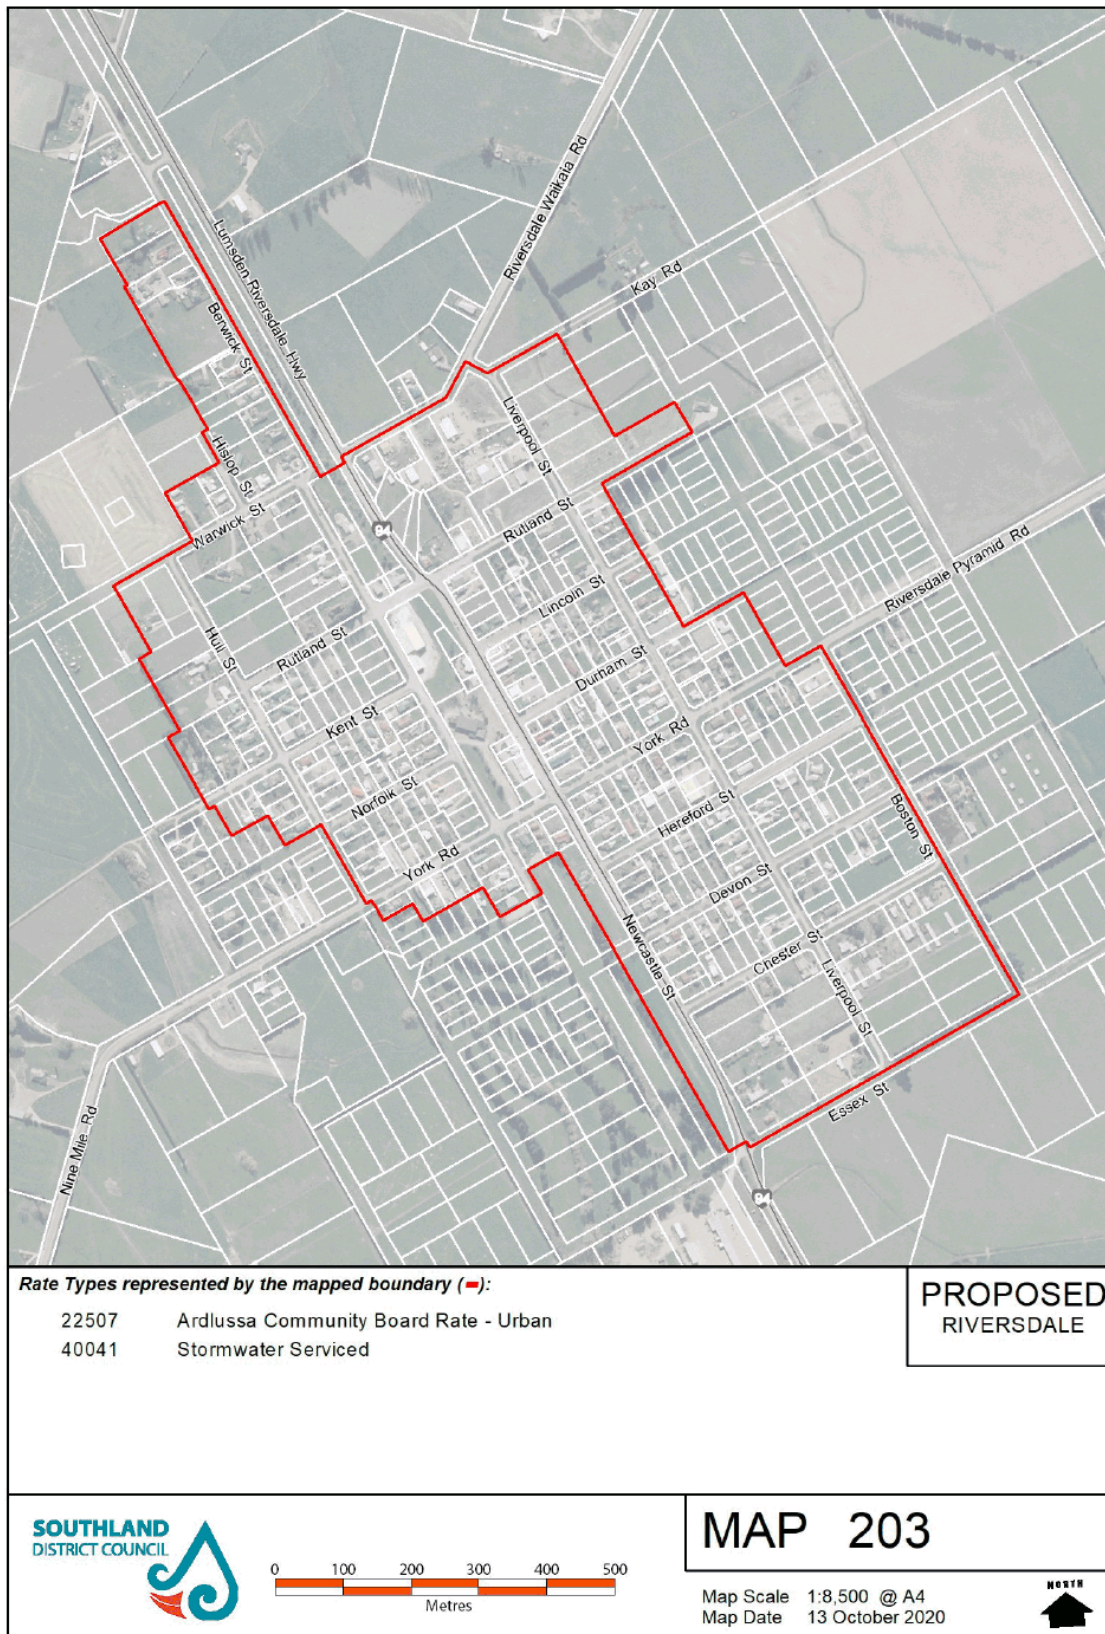 Riversdale Waikaia Rd
Lumsden Riversdale Hwy
Kay Rd
Berwick St
Liverpool St
Hislop St
Warwick St
94
Rutland St
Riversdale Pyramid Rd
Lincoln St
Hull St
Rutland St
Durham St
Kent St
York Rd
Norfolk St
Hereford St
Boston St
York Rd
Devon St
Newcastle St
Chester St
Liverpool St
Essex St
Nine Mile Rd
94
Rate Types represented by the mapped boundary ( ):
22507 Ardlussa Community Board Rate - Urban
40041 Stormwater Serviced
PROPOSED
RIVERSDALE
SOUTHLAND
DISTRICT COUNCIL
0 100 200 300 400 500
Metres
MAP 203
Map Scale 1:8,500 @ A4
Map Date 13 October 2020
NORTH